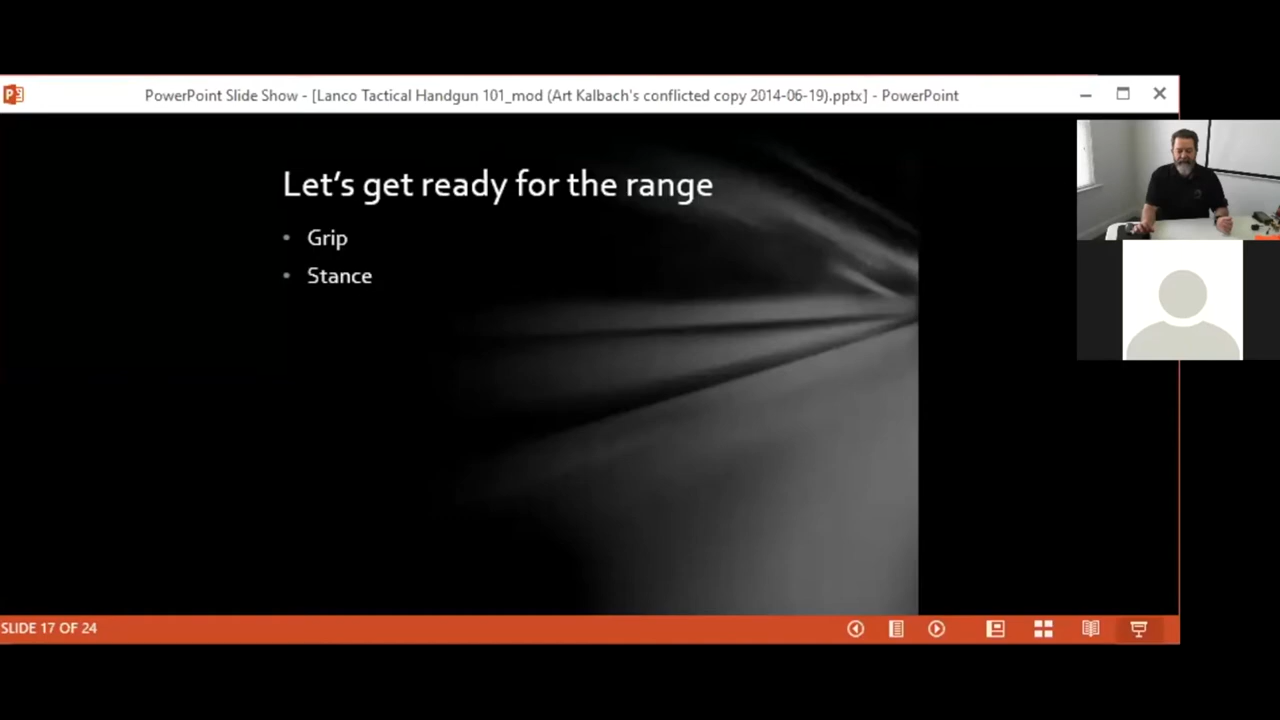 PowerPoint Slide Show - [Lanco Tactical Handgun 101_mod (Art Kalbach's conflicted copy 2014-06-19).pptx] - PowerPoint
Let's get ready for the range
• Grip
• Stance
SLIDE 17 OF 24